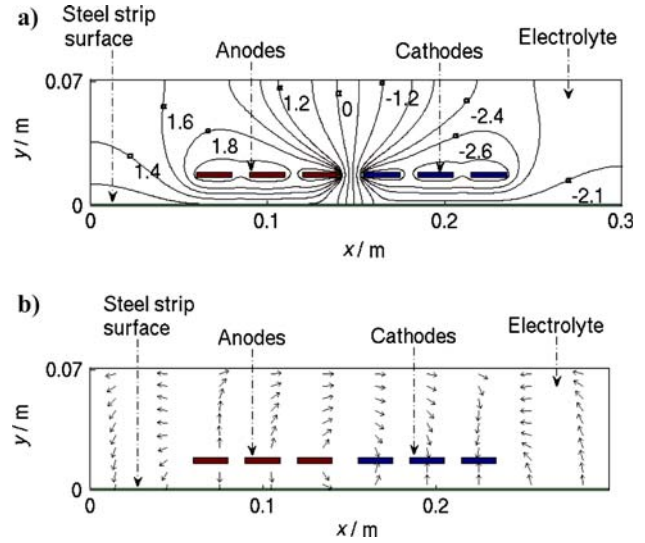 a)
Steel strip
surface
Anodes
Cathodes
Electrolyte
0.07
y / m
0
1.6
1.2
0
-1.2
-2.4
1.8
-2.6
1.4
-2.1
0
0.1
0.2
0.3
x / m
b)
Steel strip
surface
Anodes
Cathodes
Electrolyte
0.07
y / m
0
0
0.1
0.2
x / m